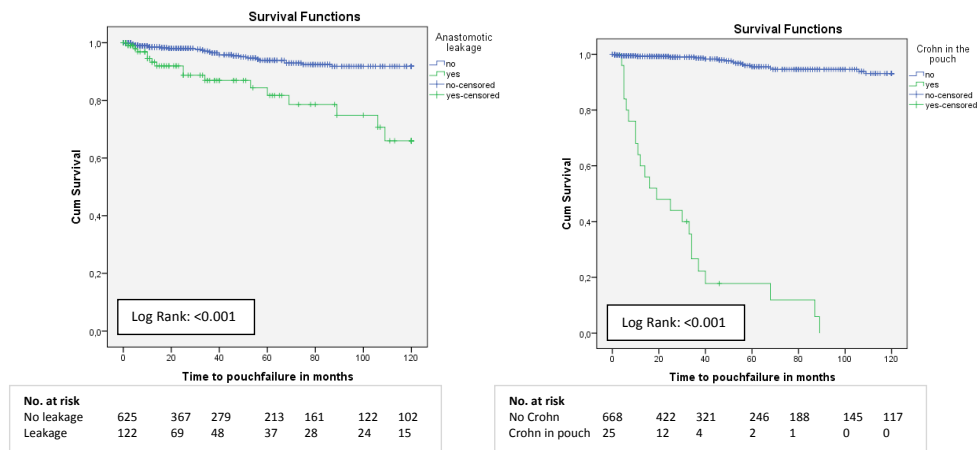 Survival Functions
Anastomotic
leakage
no
yes
no-censored
yes-censored
1,0
0,8
0,6
0,4
0,2
0,0
Cum Survival
Log Rank: <0.001
0 20 40 60 80 100 120
Time to pouchfailure in months
No. at risk
No leakage 625 367 279 213 161 122 102
Leakage 122 69 48 37 28 24 15
Survival Functions
Crohn in the
pouch
no
yes
no-censored
yes-censored
1,0
0,8
0,6
0,4
0,2
0,0
Cum Survival
Log Rank: <0.001
0 20 40 60 80 100 120
Time to pouchfailure in months
No. at risk
No Crohn 668 422 321 246 188 145 117
Crohn in pouch 25 12 4 2 1 0 0